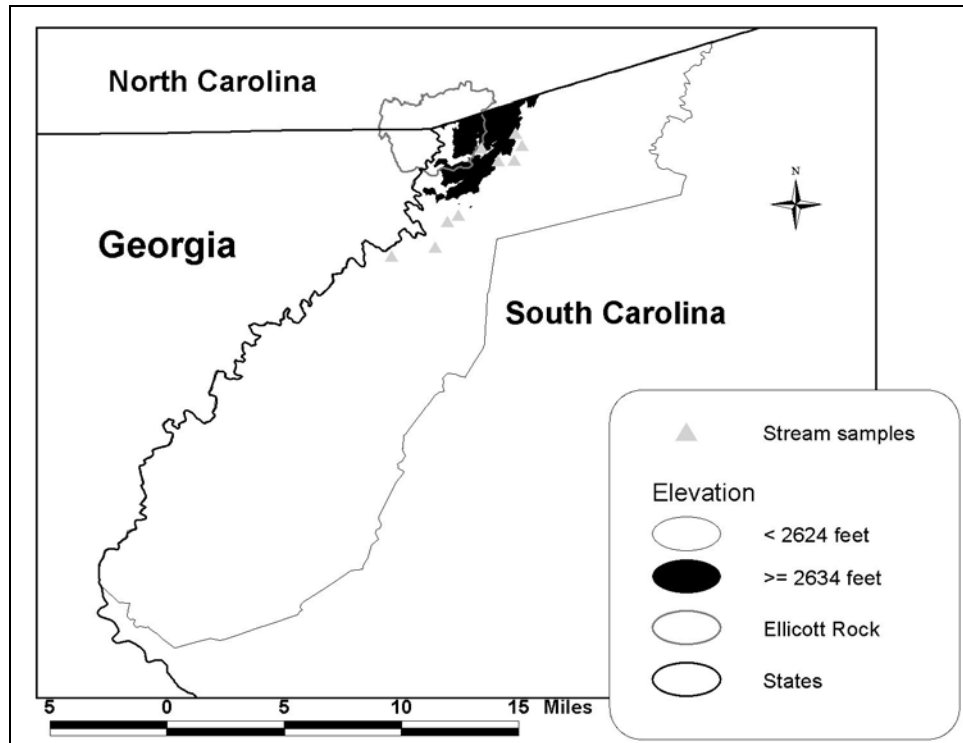 North Carolina
N
Georgia
South Carolina
Stream samples
Elevation
< 2624 feet
>= 2634 feet
Ellicott Rock
States
5 0 5 10 15 Miles